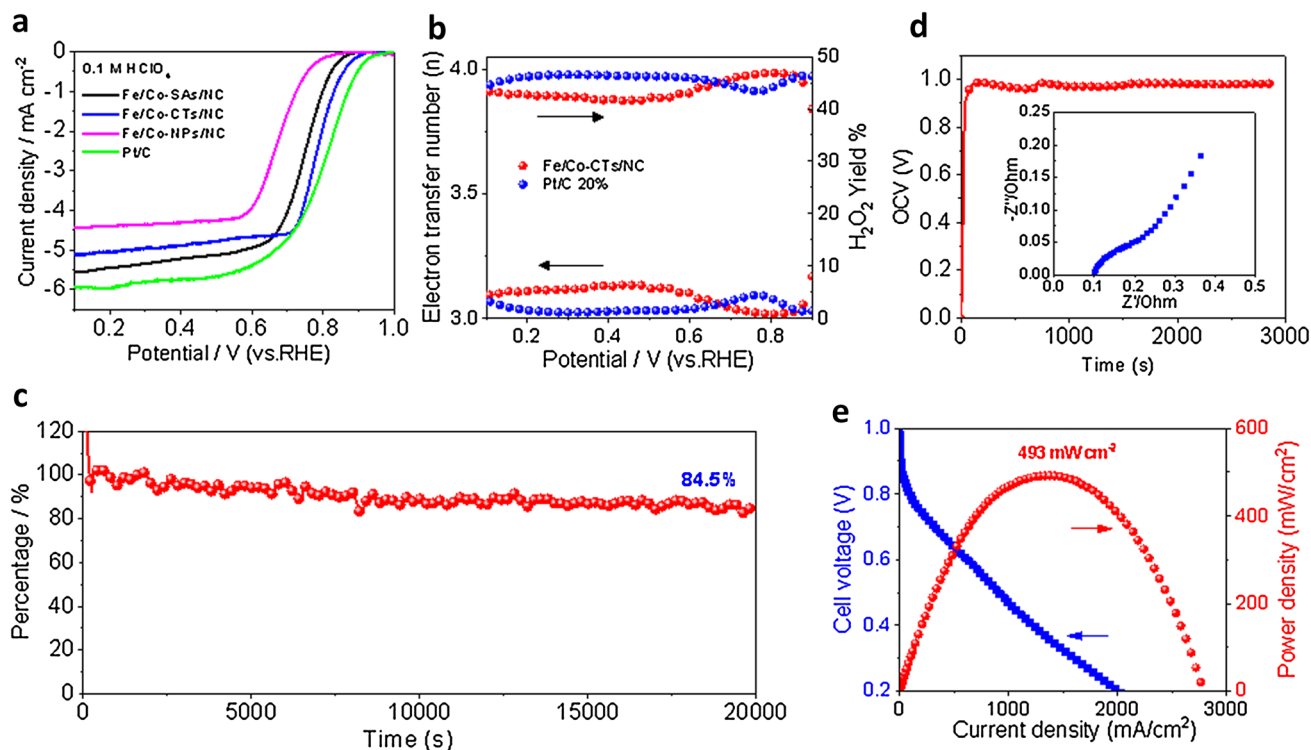 a
0.1 M HClO4
Fe/Co-SAs/NC
Fe/Co-CTs/NC
Fe/Co-NPs/NC
Pt/C
Current density / mA cm-2
0
-1
-2
-3
-4
-5
-6
0.2 0.4 0.6 0.8 1.0
Potential / V (vs.RHE)
b
Electron transfer number (n)
4.0
3.5
3.0
Fe/Co-CTs/NC
Pt/C 20%
50
40
30
20
10
0
H2O2 Yield %
0.2 0.4 0.6 0.8
Potential / V (vs.RHE)
d
OCV (V)
1.2
1.0
0.8
0.6
0.4
0.2
0.0
-Z''/Ohm
0.25
0.20
0.15
0.10
0.05
0.00
0.0 0.1 0.2 0.3 0.4 0.5
Z'/Ohm
0 1000 2000 3000
Time (s)
c
Percentage / %
120
100
80
60
40
20
0
84.5%
0 5000 10000 15000 20000
Time (s)
e
Cell voltage (V)
1.0
0.8
0.6
0.4
0.2
493 mW cm-2
600
400
200
0
Power density (mW/cm2)
0 1000 2000 3000
Current density (mA/cm2)